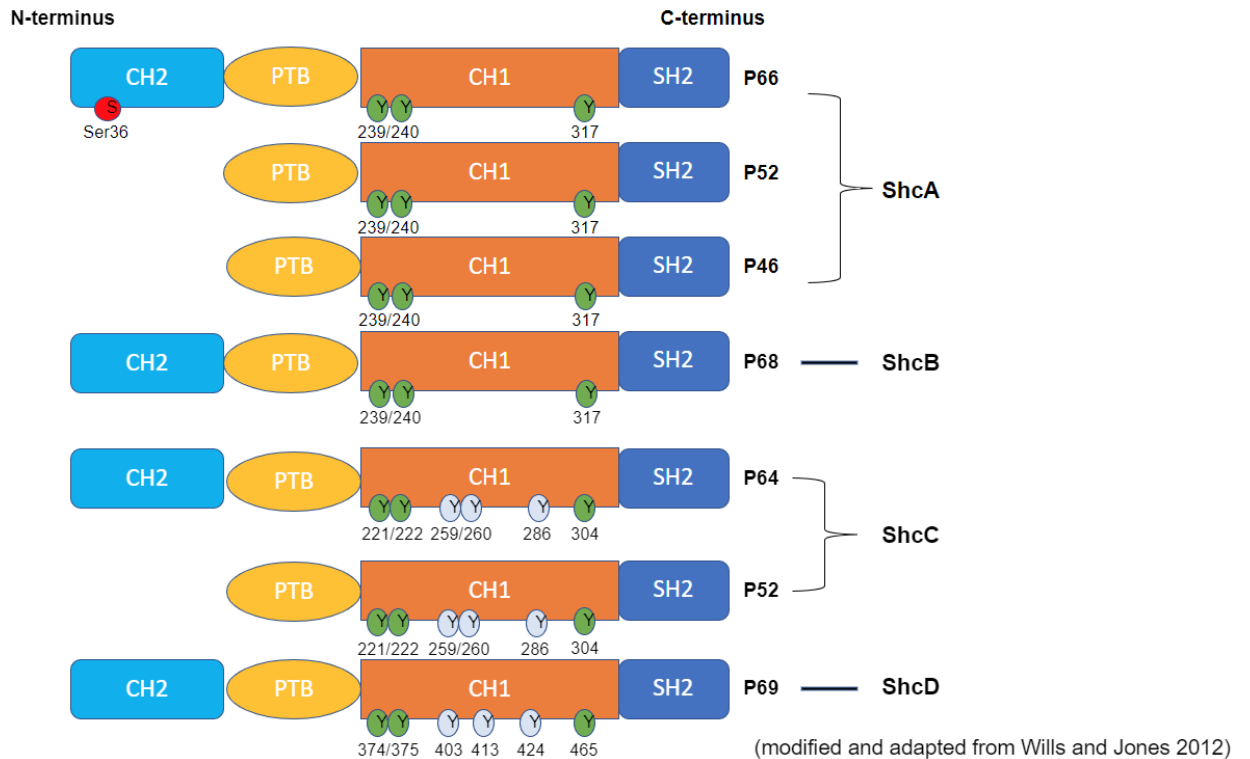 N-terminus C-terminus
CH2 PTB CH1 SH2 P66
S Y Y Y
Ser36 239/240 317
PTB CH1 SH2 P52
ShcA
Y Y Y
239/240 317
PTB CH1 SH2 P46
Y Y Y
239/240 317
CH2 PTB CH1 SH2 P68 ShcB
Y Y Y
239/240 317
CH2 PTB CH1 SH2 P64
Y Y Y Y Y Y
221/222 259/260 286 304
ShcC
PTB CH1 SH2 P52
Y Y Y Y Y Y
221/222 259/260 286 304
CH2 PTB CH1 SH2 P69 ShcD
Y Y Y Y Y Y
374/375 403 413 424 465
(modified and adapted from Wills and Jones 2012)